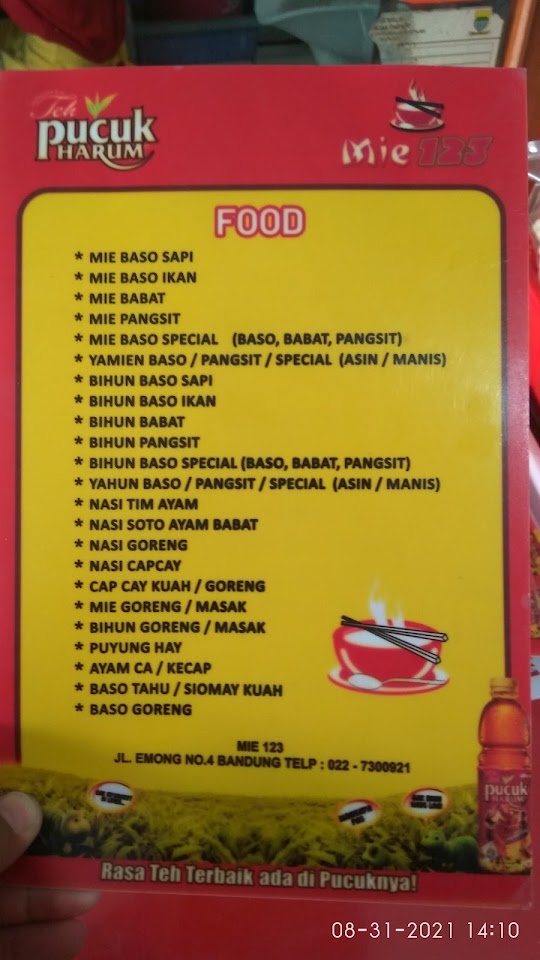 Teh
pucuk
HARUM
Mie 123
FOOD
* MIE BASO SAPI
* MIE BASO IKAN
* MIE BABAT
* MIE PANGSIT
* MIE BASO SPECIAL (BASO, BABAT, PANGSIT)
* YAMIEN BASO / PANGSIT / SPECIAL (ASIN / MANIS)
* BIHUN BASO SAPI
* BIHUN BASO IKAN
* BIHUN BABAT
* BIHUN PANGSIT
* BIHUN BASO SPECIAL (BASO, BABAT, PANGSIT)
* YAHUN BASO / PANGSIT / SPECIAL (ASIN / MANIS)
* NASI TIM AYAM
* NASI SOTO AYAM BABAT
* NASI GORENG
* NASI CAPCAY
* CAP CAY KUAH / GORENG
* MIE GORENG / MASAK
* BIHUN GORENG / MASAK
* PUYUNG HAY
* AYAM CA / KECAP
* BASO TAHU / SIOMAY KUAH
* BASO GORENG
MIE 123
JL. EMONG NO.4 BANDUNG TELP : 022 - 7300921
pucuk
HARUM
Rasa Teh Terbaik ada di Pucuknya!
08-31-2021 14:10